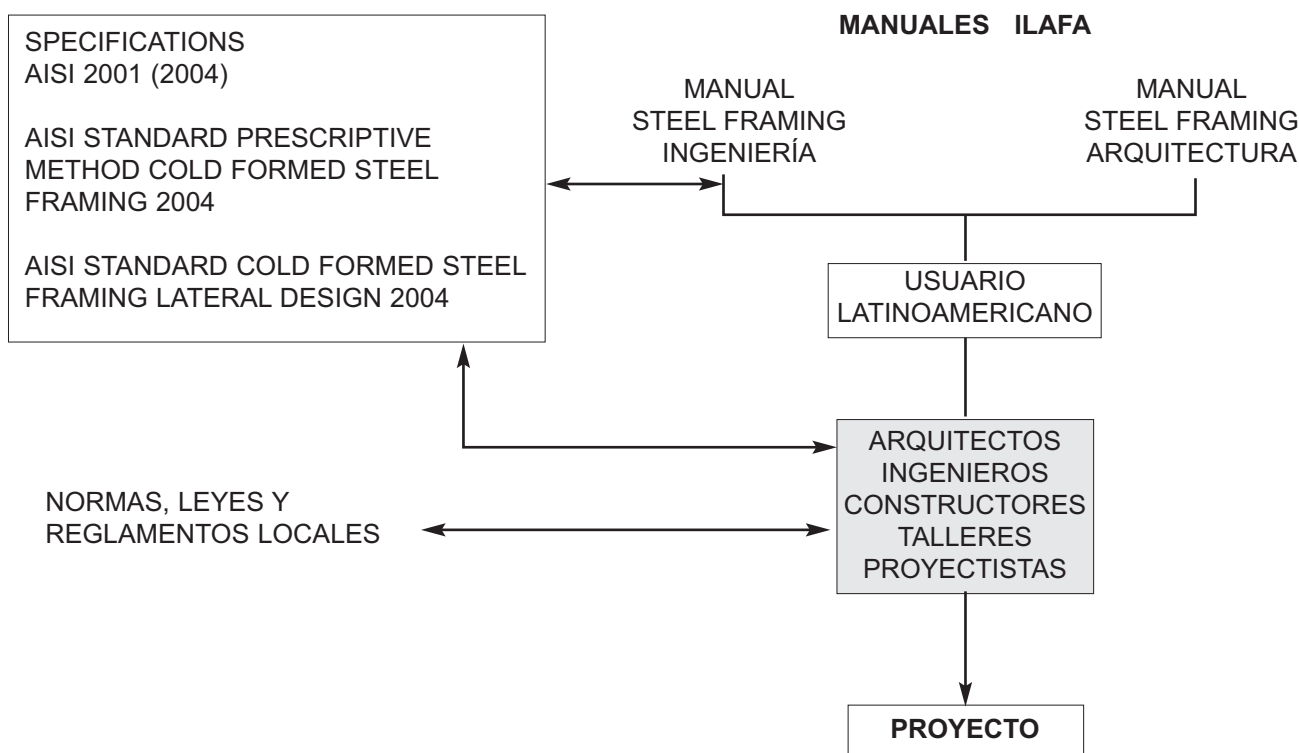 SPECIFICATIONS
AISI 2001 (2004)
AISI STANDARD PRESCRIPTIVE
METHOD COLD FORMED STEEL
FRAMING 2004
AISI STANDARD COLD FORMED STEEL
FRAMING LATERAL DESIGN 2004
MANUALES ILAFA
MANUAL
STEEL FRAMING
INGENIERÍA
MANUAL
STEEL FRAMING
ARQUITECTURA
USUARIO
LATINOAMERICANO
ARQUITECTOS
INGENIEROS
CONSTRUCTORES
TALLERES
PROYECTISTAS
NORMAS, LEYES Y
REGLAMENTOS LOCALES
PROYECTO